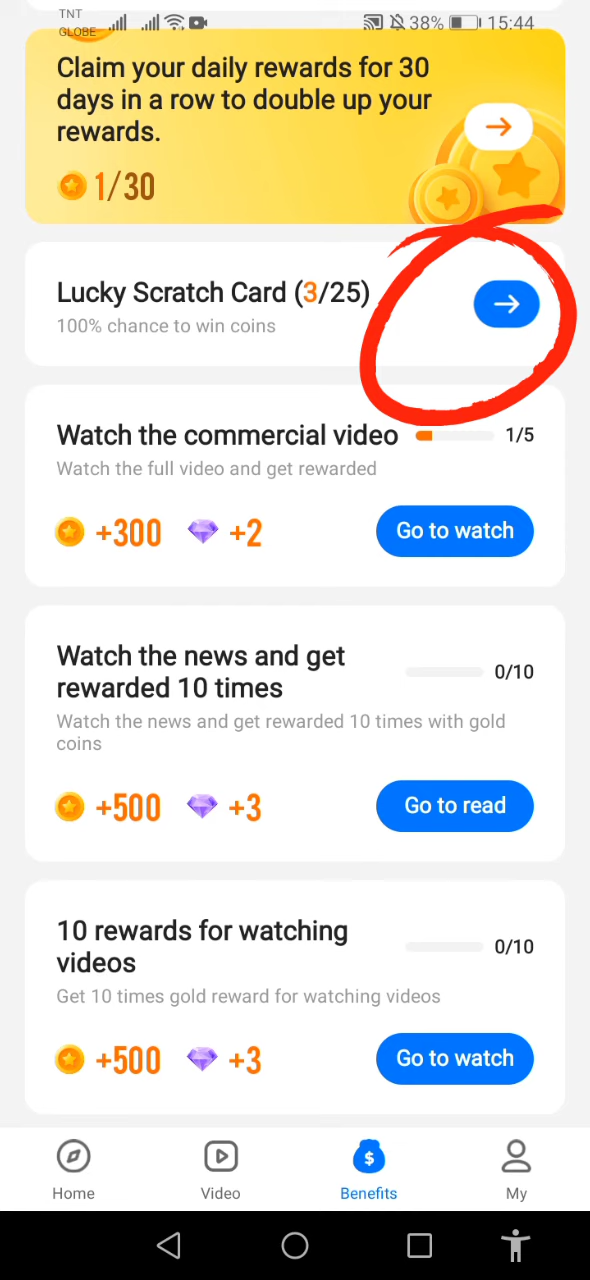 TNT
GLOBE
38%
15:44
Claim your daily rewards for 30
days in a row to double up your
rewards.
1/30
Lucky Scratch Card (3/25)
100% chance to win coins
Watch the commercial video
1/5
Watch the full video and get rewarded
+300
+2
Go to watch
Watch the news and get
rewarded 10 times
0/10
Watch the news and get rewarded 10 times with gold
coins
+500
+3
Go to read
10 rewards for watching
videos
0/10
Get 10 times gold reward for watching videos
+500
+3
Go to watch
Home
Video
Benefits
My